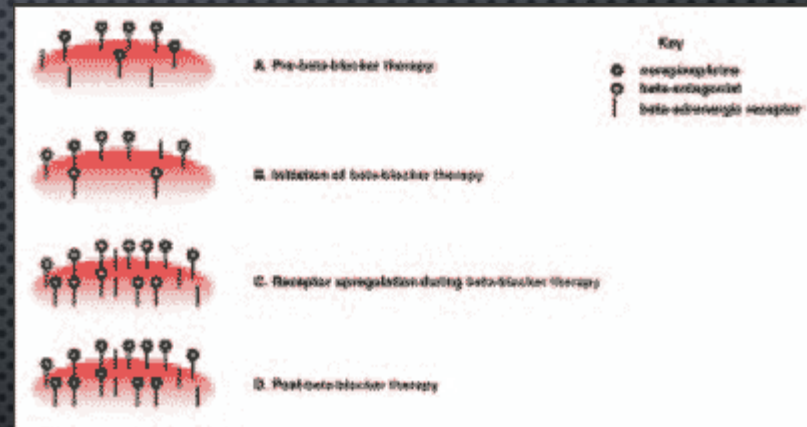 A. Pre-beta-blocker therapy
Key
norepinephrine
beta-antagonist
beta-adrenergic receptor
B. Initiation of beta-blocker therapy
C. Receptor upregulation during beta-blocker therapy
D. Post-beta-blocker therapy